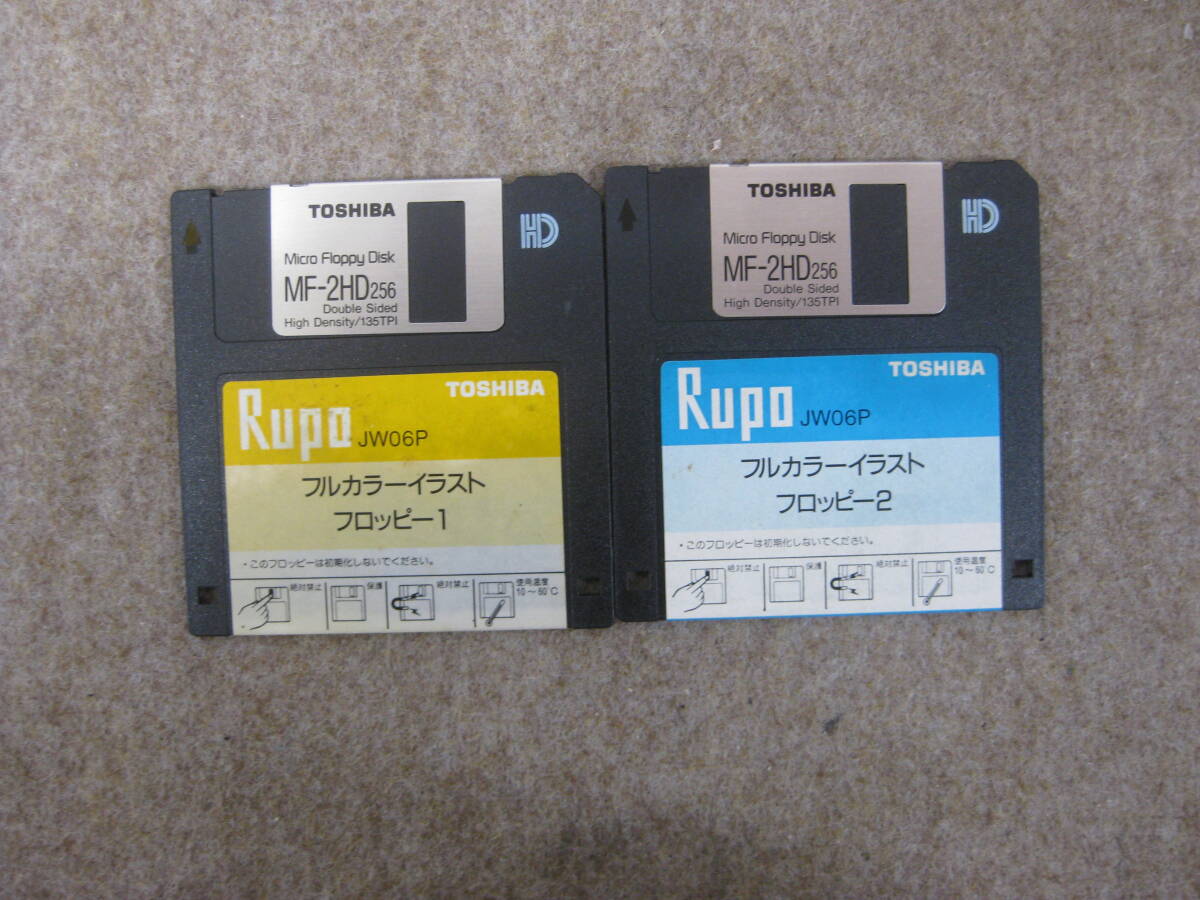 TOSHIBA
HD
Micro Floppy Disk
MF-2HD256
Double Sided
High Density/135TPI
Rupo JW06P TOSHIBA
フルカラーイラスト
フロッピー1
・このフロッピーは初期化しないでください。
絶対禁止 保護 絶対禁止 使用温度
10～60℃
TOSHIBA
HD
Micro Floppy Disk
MF-2HD256
Double Sided
High Density/135TPI
Rupo JW06P TOSHIBA
フルカラーイラスト
フロッピー2
・このフロッピーは初期化しないでください。
絶対禁止 保護 絶対禁止 使用温度
10～60℃